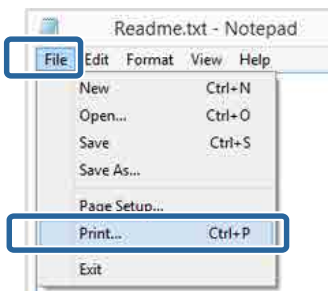 Readme.txt - Notepad
File Edit Format View Help
New Ctrl+N
Open... Ctrl+O
Save Ctrl+S
Save As...
Page Setup...
Print... Ctrl+P
Exit